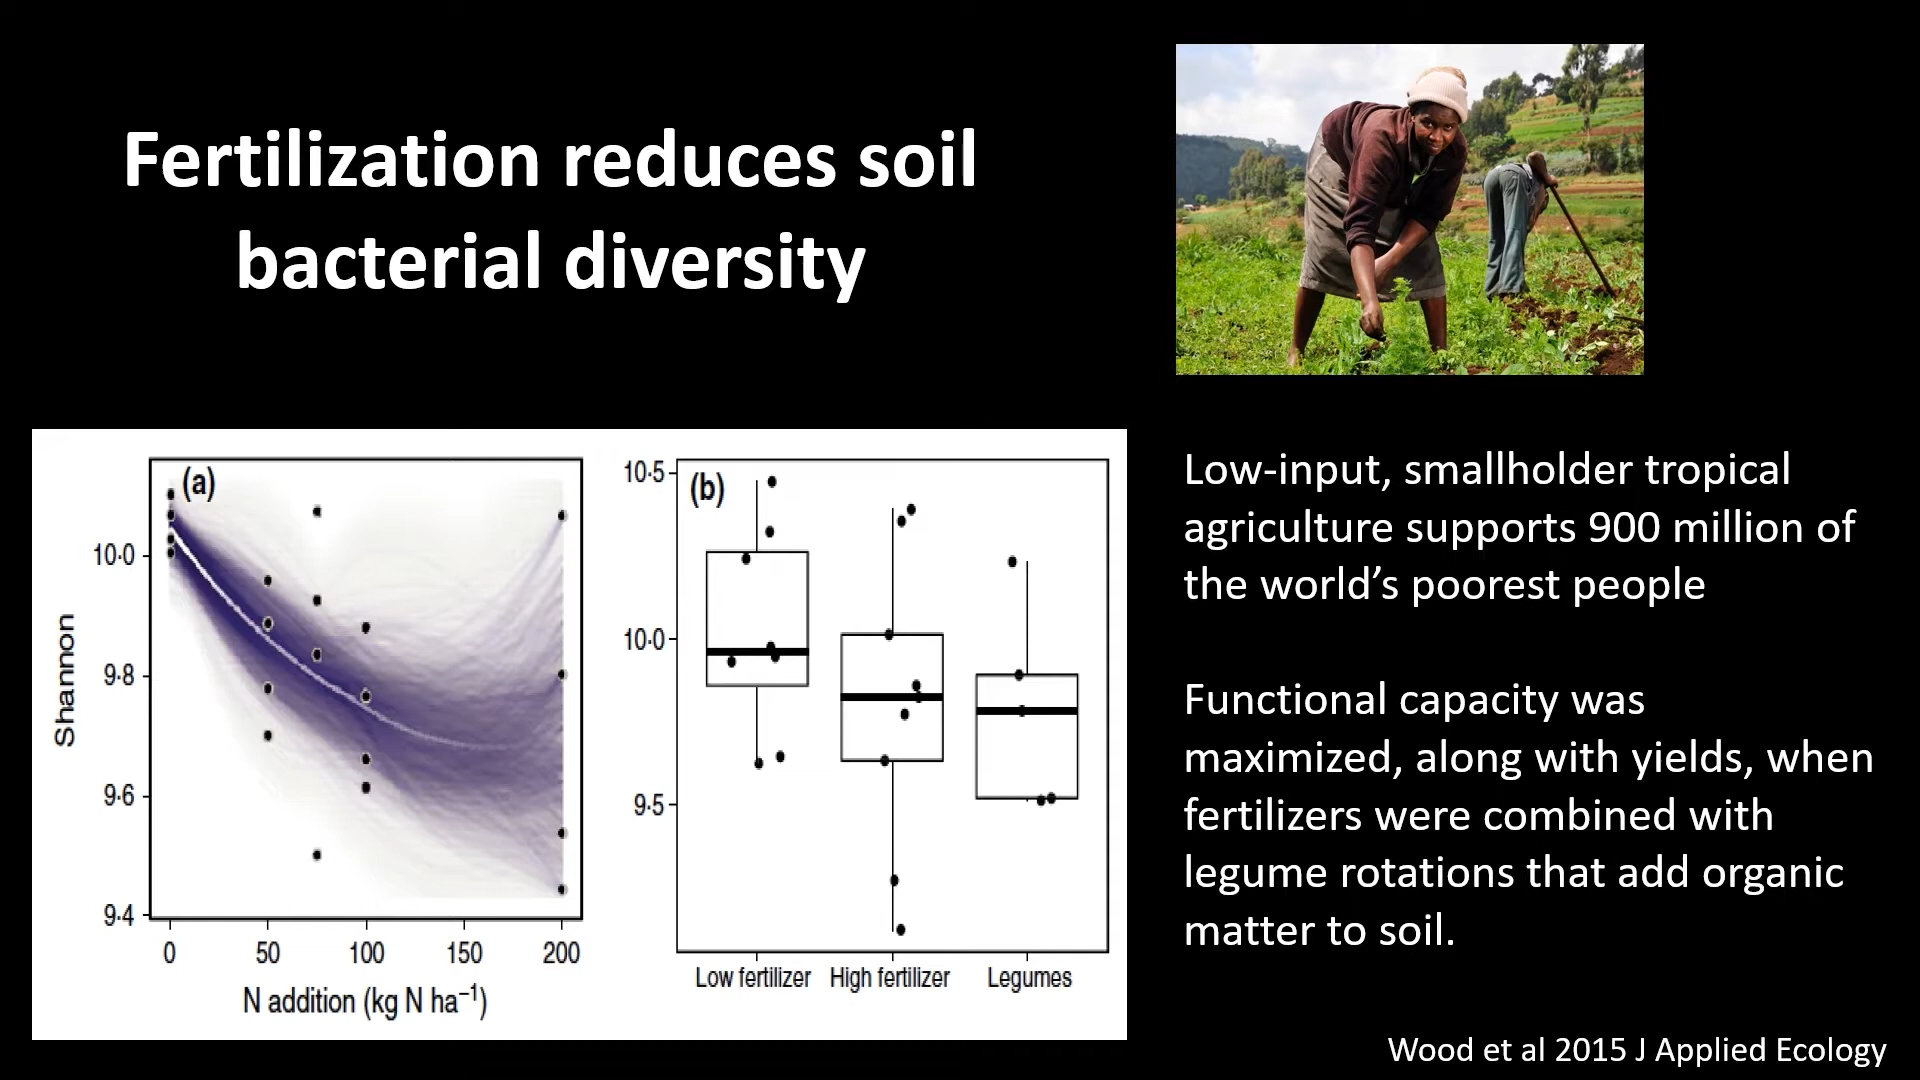 Fertilization reduces soil
bacterial diversity
(a)
10·0
9·8
9·6
9·4
Shannon
0 50 100 150 200
N addition (kg N ha⁻¹)
(b)
10·5
10·0
9·5
Low fertilizer High fertilizer Legumes
Low-input, smallholder tropical
agriculture supports 900 million of
the world’s poorest people
Functional capacity was
maximized, along with yields, when
fertilizers were combined with
legume rotations that add organic
matter to soil.
Wood et al 2015 J Applied Ecology